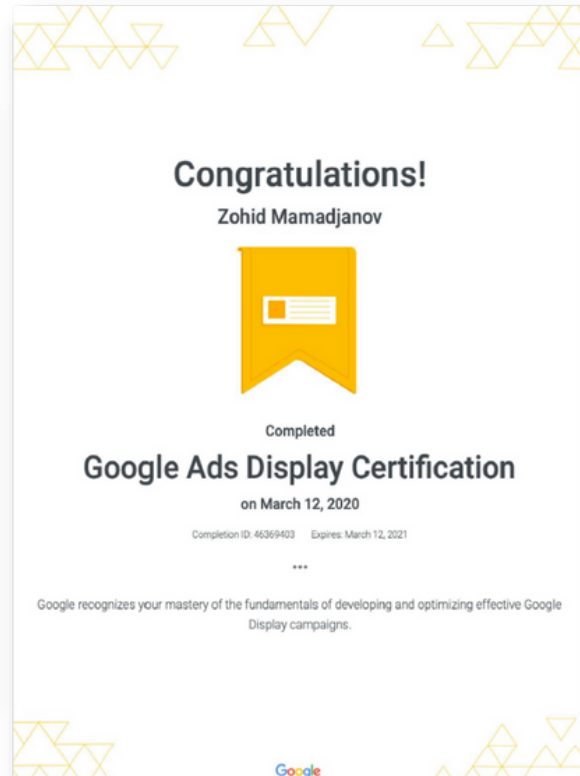 Congratulations!
Zohid Mamadjanov
Completed
Google Ads Display Certification
on March 12, 2020
Completion ID: 46369403 Expires: March 12, 2021
•••
Google recognizes your mastery of the fundamentals of developing and optimizing effective Google
Display campaigns.
Google